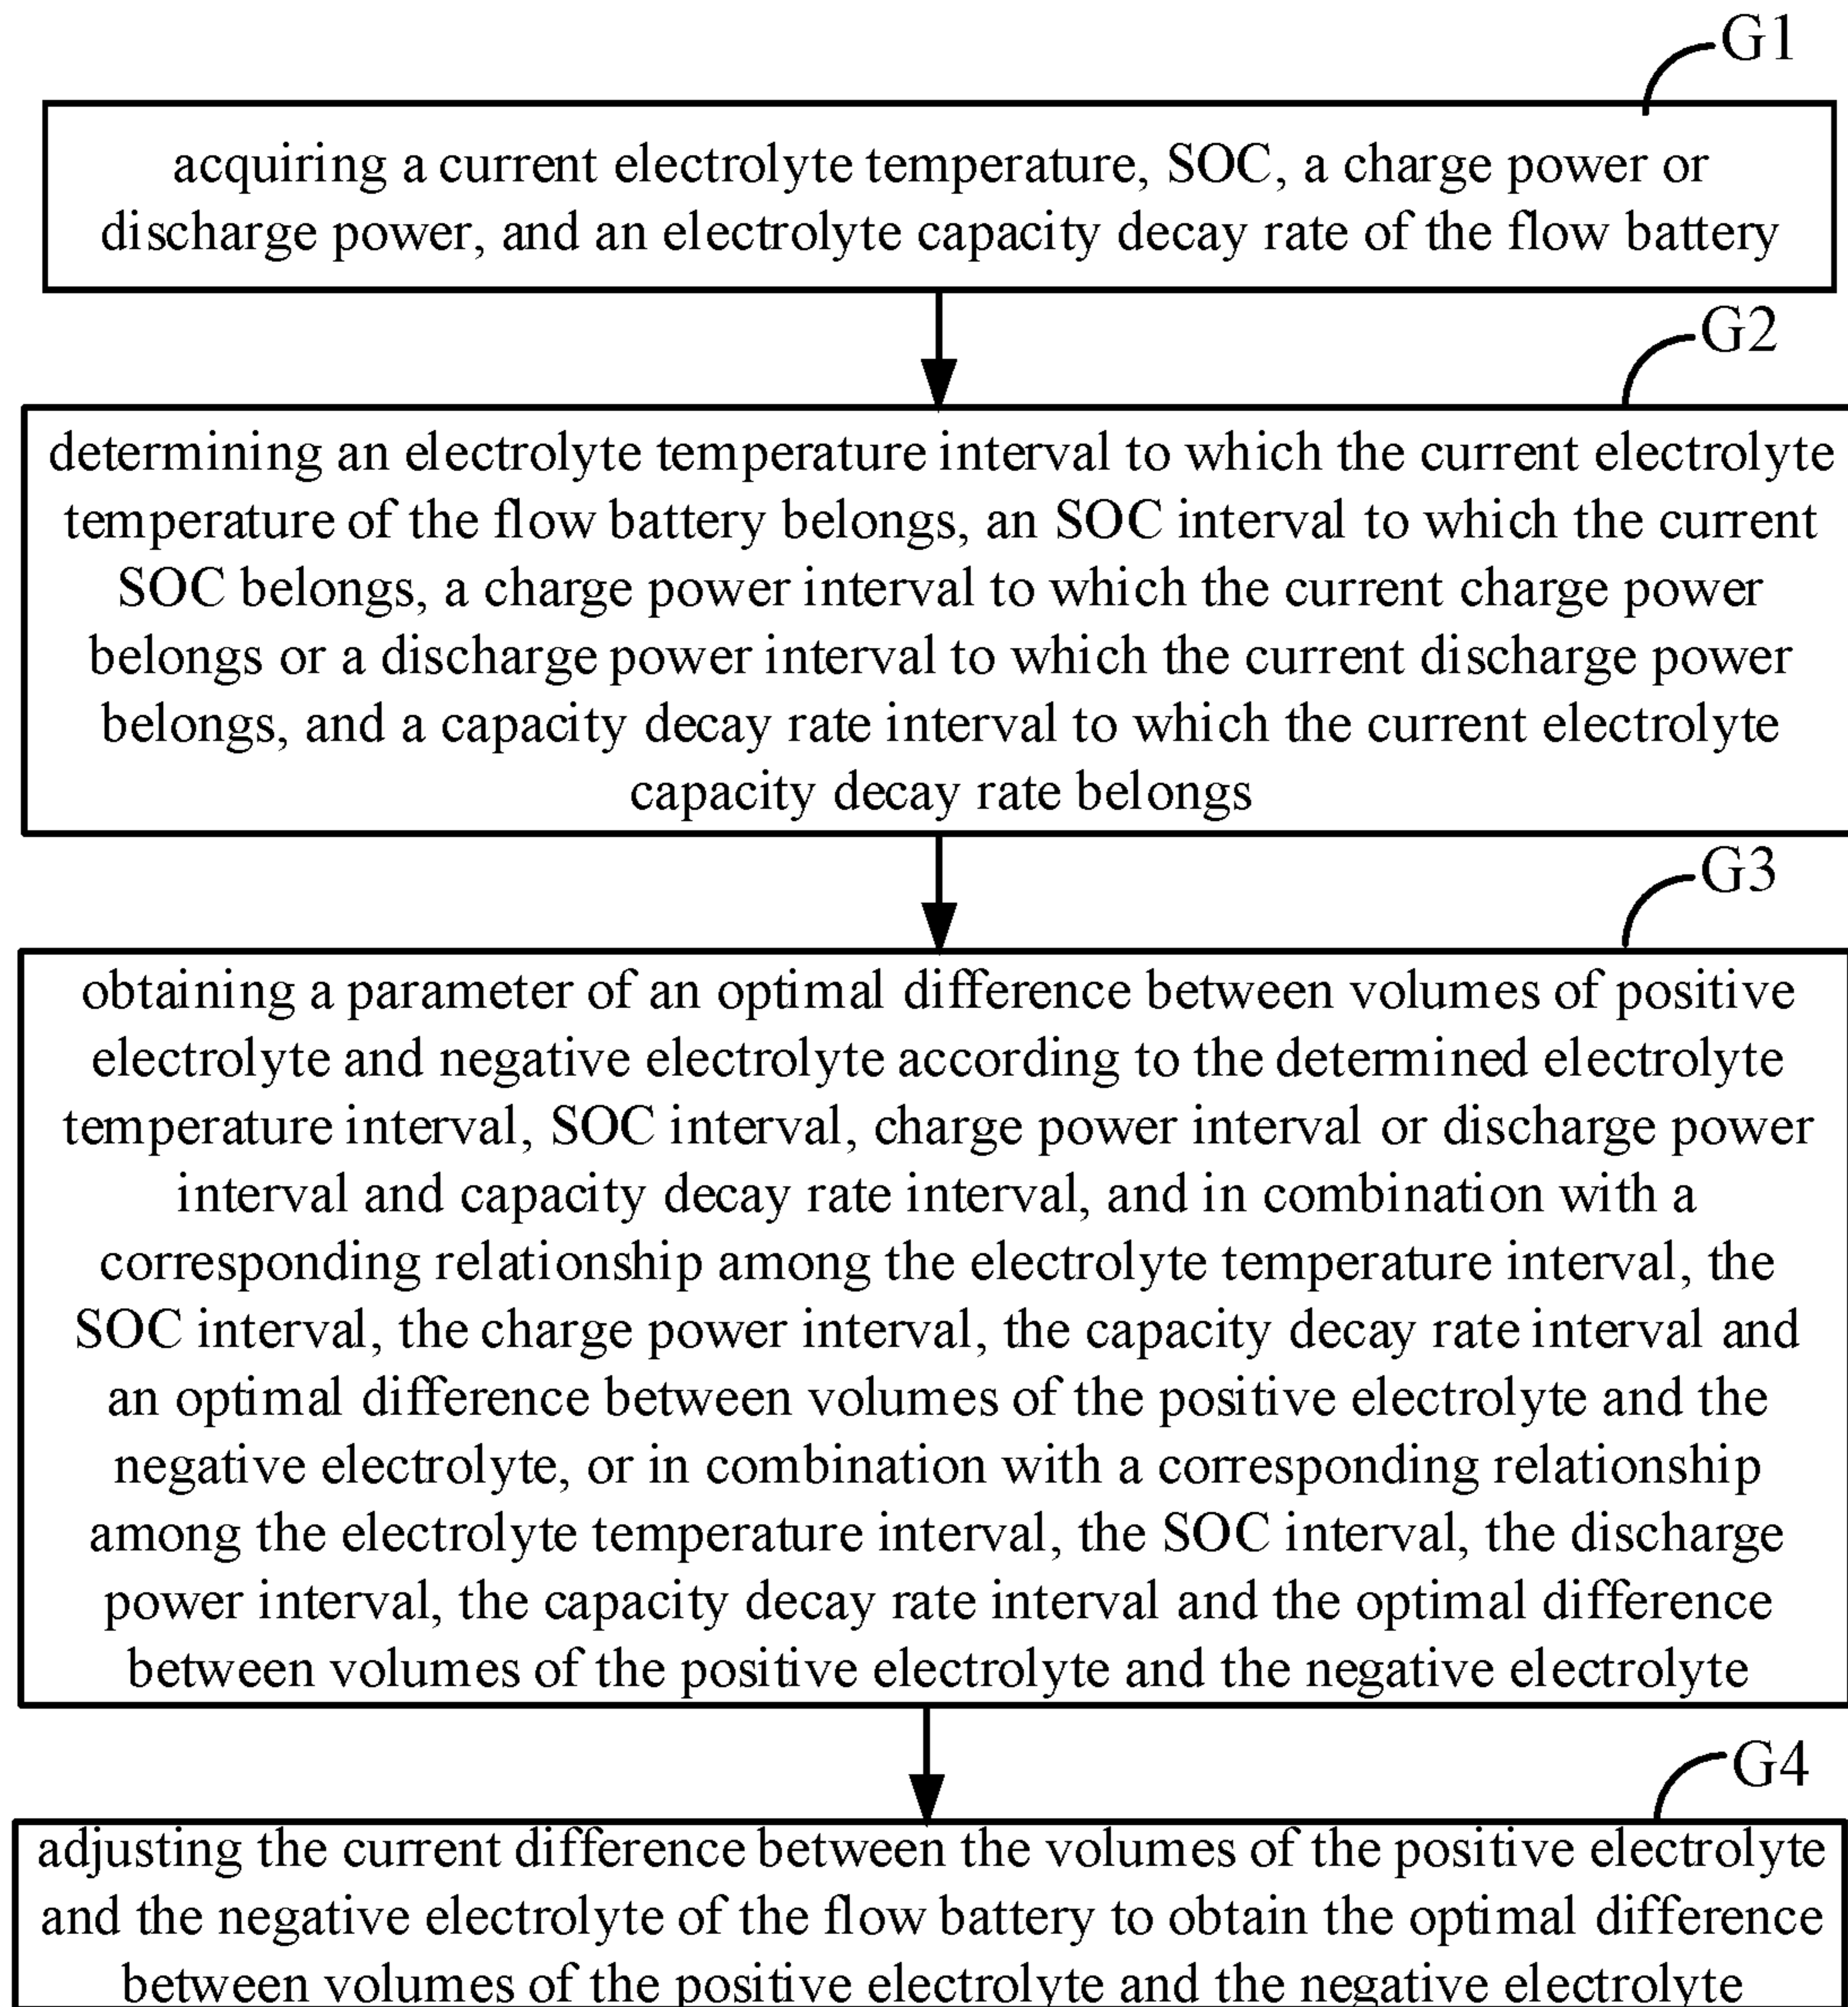 G1
acquiring a current electrolyte temperature, SOC, a charge power or
discharge power, and an electrolyte capacity decay rate of the flow battery
G2
determining an electrolyte temperature interval to which the current electrolyte
temperature of the flow battery belongs, an SOC interval to which the current
SOC belongs, a charge power interval to which the current charge power
belongs or a discharge power interval to which the current discharge power
belongs, and a capacity decay rate interval to which the current electrolyte
capacity decay rate belongs
G3
obtaining a parameter of an optimal difference between volumes of positive
electrolyte and negative electrolyte according to the determined electrolyte
temperature interval, SOC interval, charge power interval or discharge power
interval and capacity decay rate interval, and in combination with a
corresponding relationship among the electrolyte temperature interval, the
SOC interval, the charge power interval, the capacity decay rate interval and
an optimal difference between volumes of the positive electrolyte and the
negative electrolyte, or in combination with a corresponding relationship
among the electrolyte temperature interval, the SOC interval, the discharge
power interval, the capacity decay rate interval and the optimal difference
between volumes of the positive electrolyte and the negative electrolyte
G4
adjusting the current difference between the volumes of the positive electrolyte
and the negative electrolyte of the flow battery to obtain the optimal difference
between volumes of the positive electrolyte and the negative electrolyte